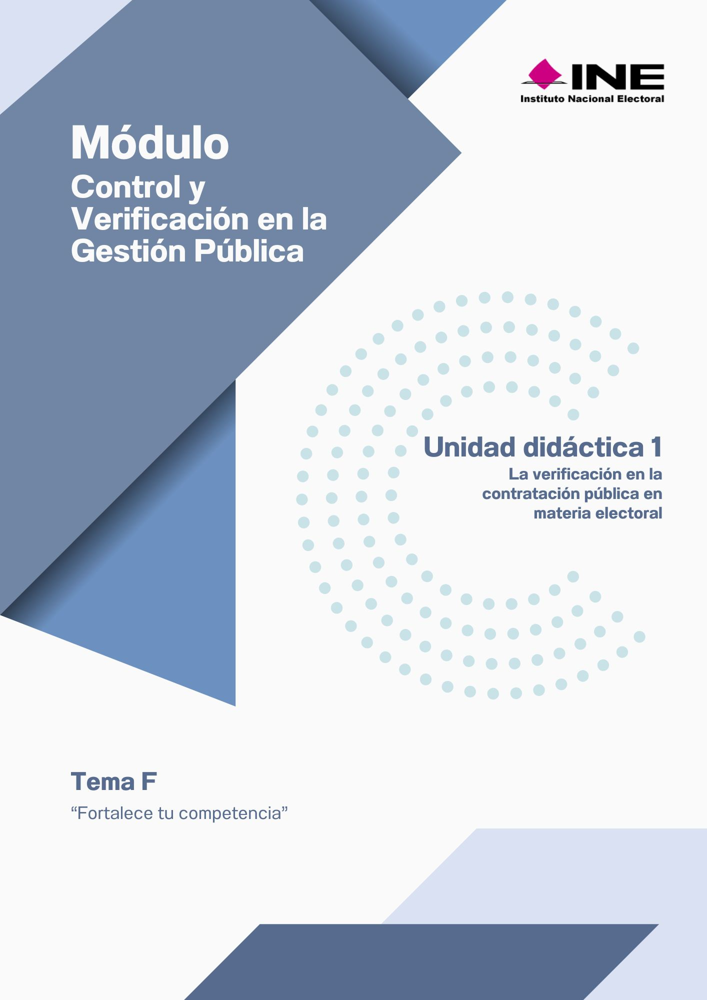 INE
Instituto Nacional Electoral
Módulo
Control y
Verificación en la
Gestión Pública
Unidad didáctica 1
La verificación en la
contratación pública en
materia electoral
Tema F
“Fortalece tu competencia”